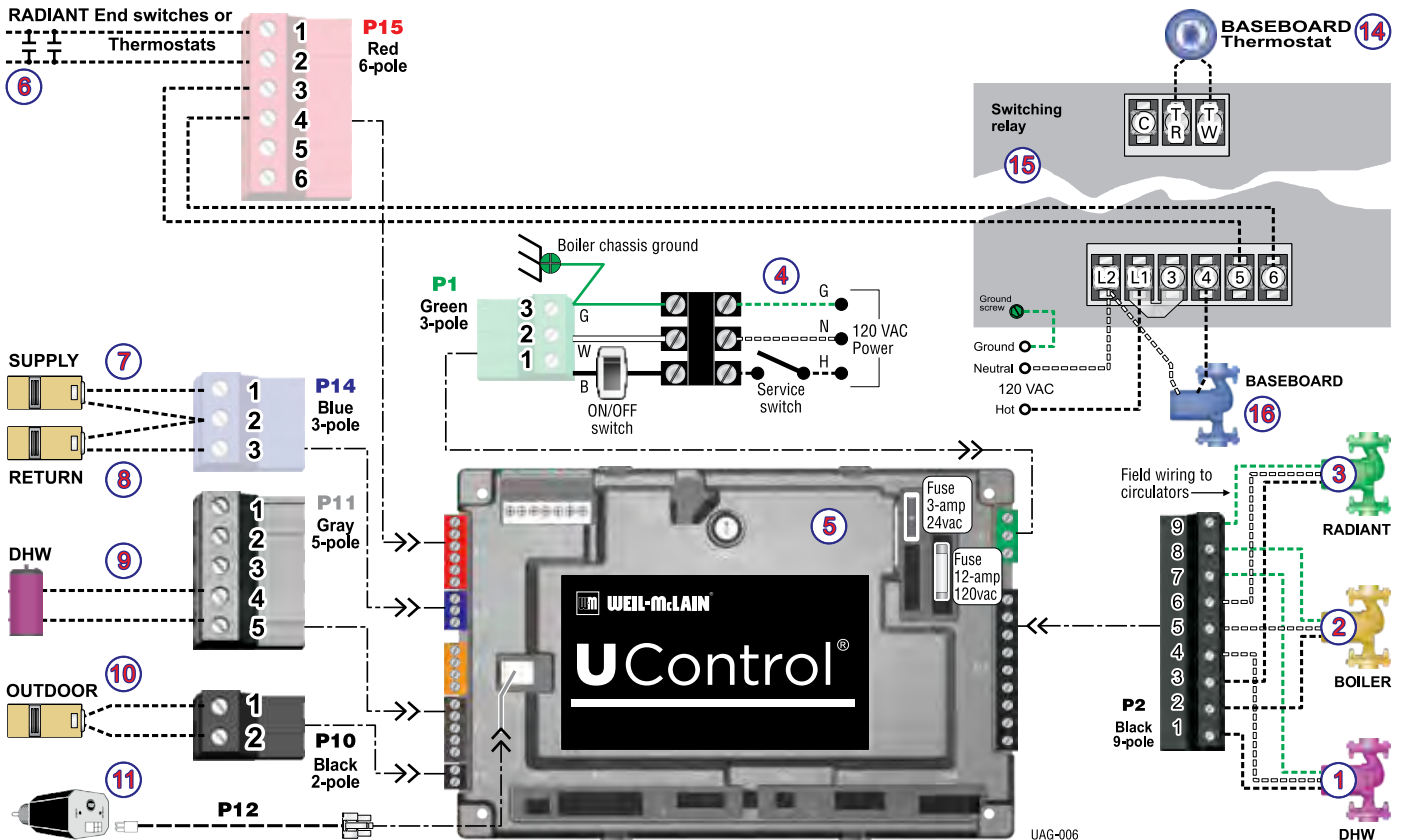 RADIANT End switches or
Thermostats
6
1
2
3
4
5
6
P15
Red
6-pole
BASEBOARD
Thermostat
14
Switching
relay
15
C
T
R
T
W
L2
L1
3
4
5
6
Ground
screw
Ground
Neutral
120 VAC
Hot
BASEBOARD
16
Boiler chassis ground
P1
Green
3-pole
3
2
1
G
W
B
ON/OFF
switch
4
G
N
H
120 VAC
Power
Service
switch
SUPPLY
7
RETURN
8
1
2
3
P14
Blue
3-pole
DHW
9
1
2
3
4
5
P11
Gray
5-pole
OUTDOOR
10
1
2
P10
Black
2-pole
11
P12
5
Fuse
3-amp
24vac
Fuse
12-amp
120vac
WM WEIL-McLAIN®
UControl®
UAG-006
Field wiring to
circulators
9
8
7
6
5
4
3
2
1
P2
Black
9-pole
3
RADIANT
2
BOILER
1
DHW